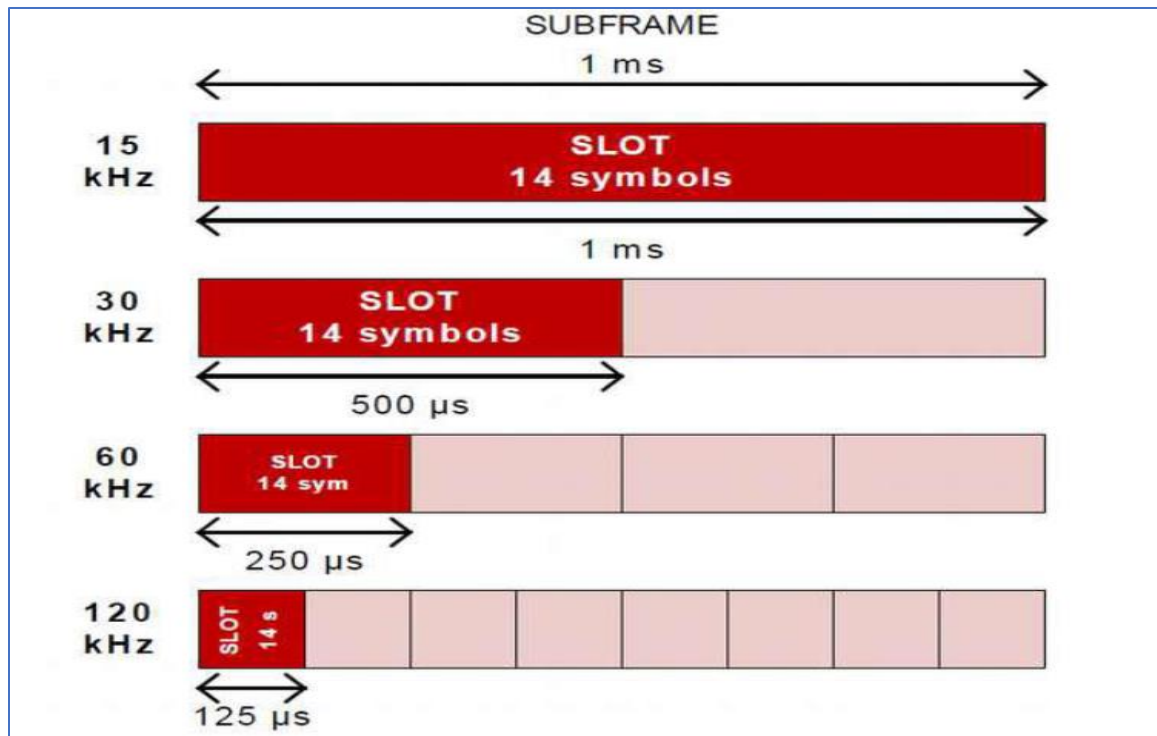 SUBFRAME
1 ms
15
kHz
SLOT
14 symbols
1 ms
30
kHz
SLOT
14 symbols
500 µs
60
kHz
SLOT
14 sym
250 µs
120
kHz
SLOT
14 s
125 µs